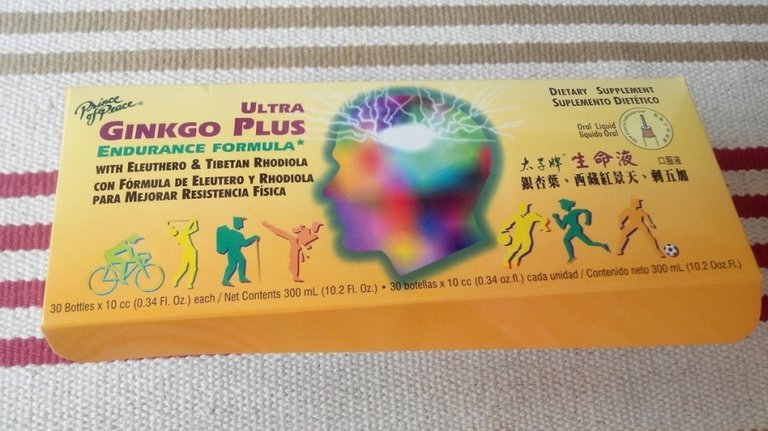 Prince
of Peace®
ULTRA
GINKGO PLUS
ENDURANCE FORMULA*
WITH ELEUTHERO & TIBETAN RHODIOLA
CON FÓRMULA DE ELEUTERO Y RHODIOLA
PARA MEJORAR RESISTENCIA FÍSICA
DIETARY SUPPLEMENT
SUPLEMENTO DIETÉTICO
Oral Liquid
líquido Oral
太子牌® 生命液 口服液
銀杏葉、西藏紅景天、刺五加
30 Bottles x 10 cc (0.34 Fl. Oz.) each / Net Contents 300 mL (10.2 Fl. Oz.) • 30 botellas x 10 cc (0.34 oz.fl.) cada unidad / Contenido neto 300 mL (10.2 Ooz.Fl.)